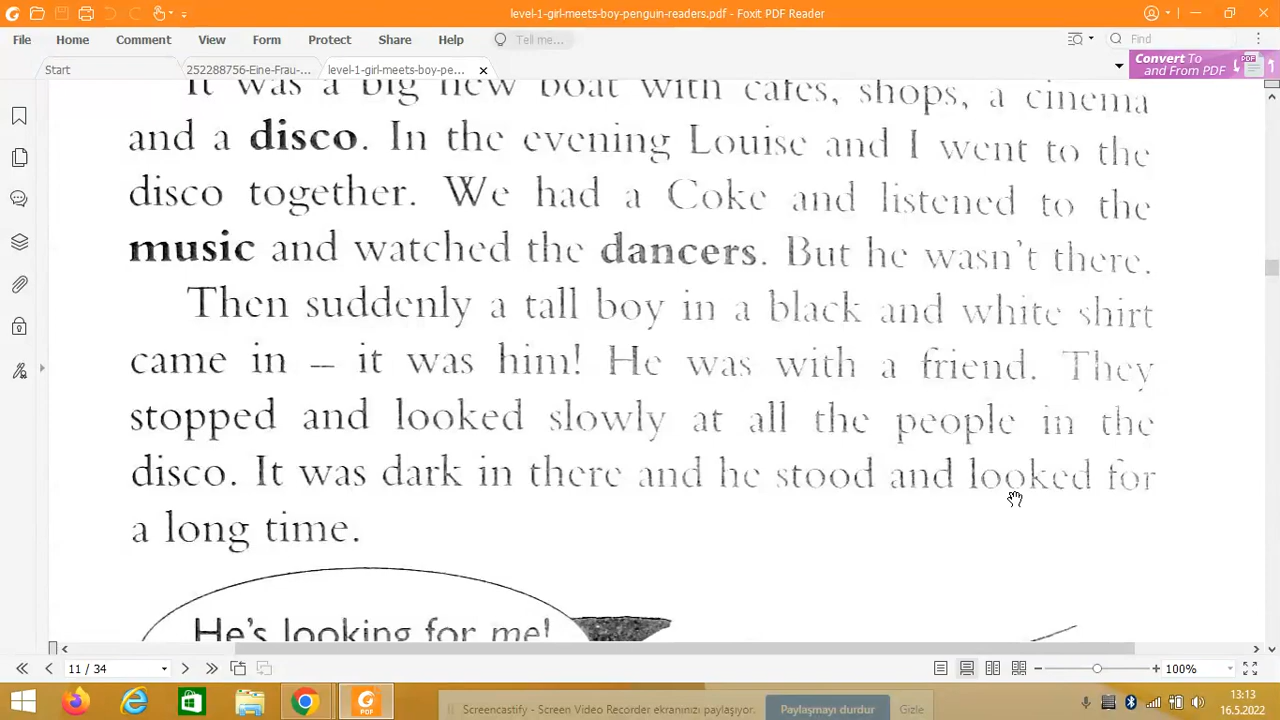 level-1-girl-meets-boy-penguin-readers.pdf - Foxit PDF Reader
File Home Comment View Form Protect Share Help Tell me... Find
Start 252288756-Eine-Frau-... level-1-girl-meets-boy-pe... Convert To and From PDF
It was a big new boat with cafes, shops, a cinema
and a disco. In the evening Louise and I went to the
disco together. We had a Coke and listened to the
music and watched the dancers. But he wasn't there.
Then suddenly a tall boy in a black and white shirt
came in – it was him! He was with a friend. They
stopped and looked slowly at all the people in the
disco. It was dark in there and he stood and looked for
a long time.
He's looking for me!
11 / 34 100%
Screencastify - Screen Video Recorder ekranınızı paylaşıyor. Paylaşmayı durdur Gizle
13:13
16.5.2022